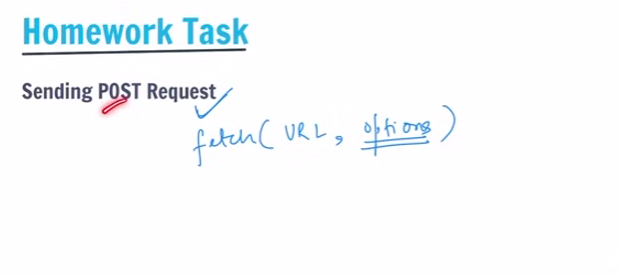 Homework Task
Sending POST Request
fetch( URL, options )